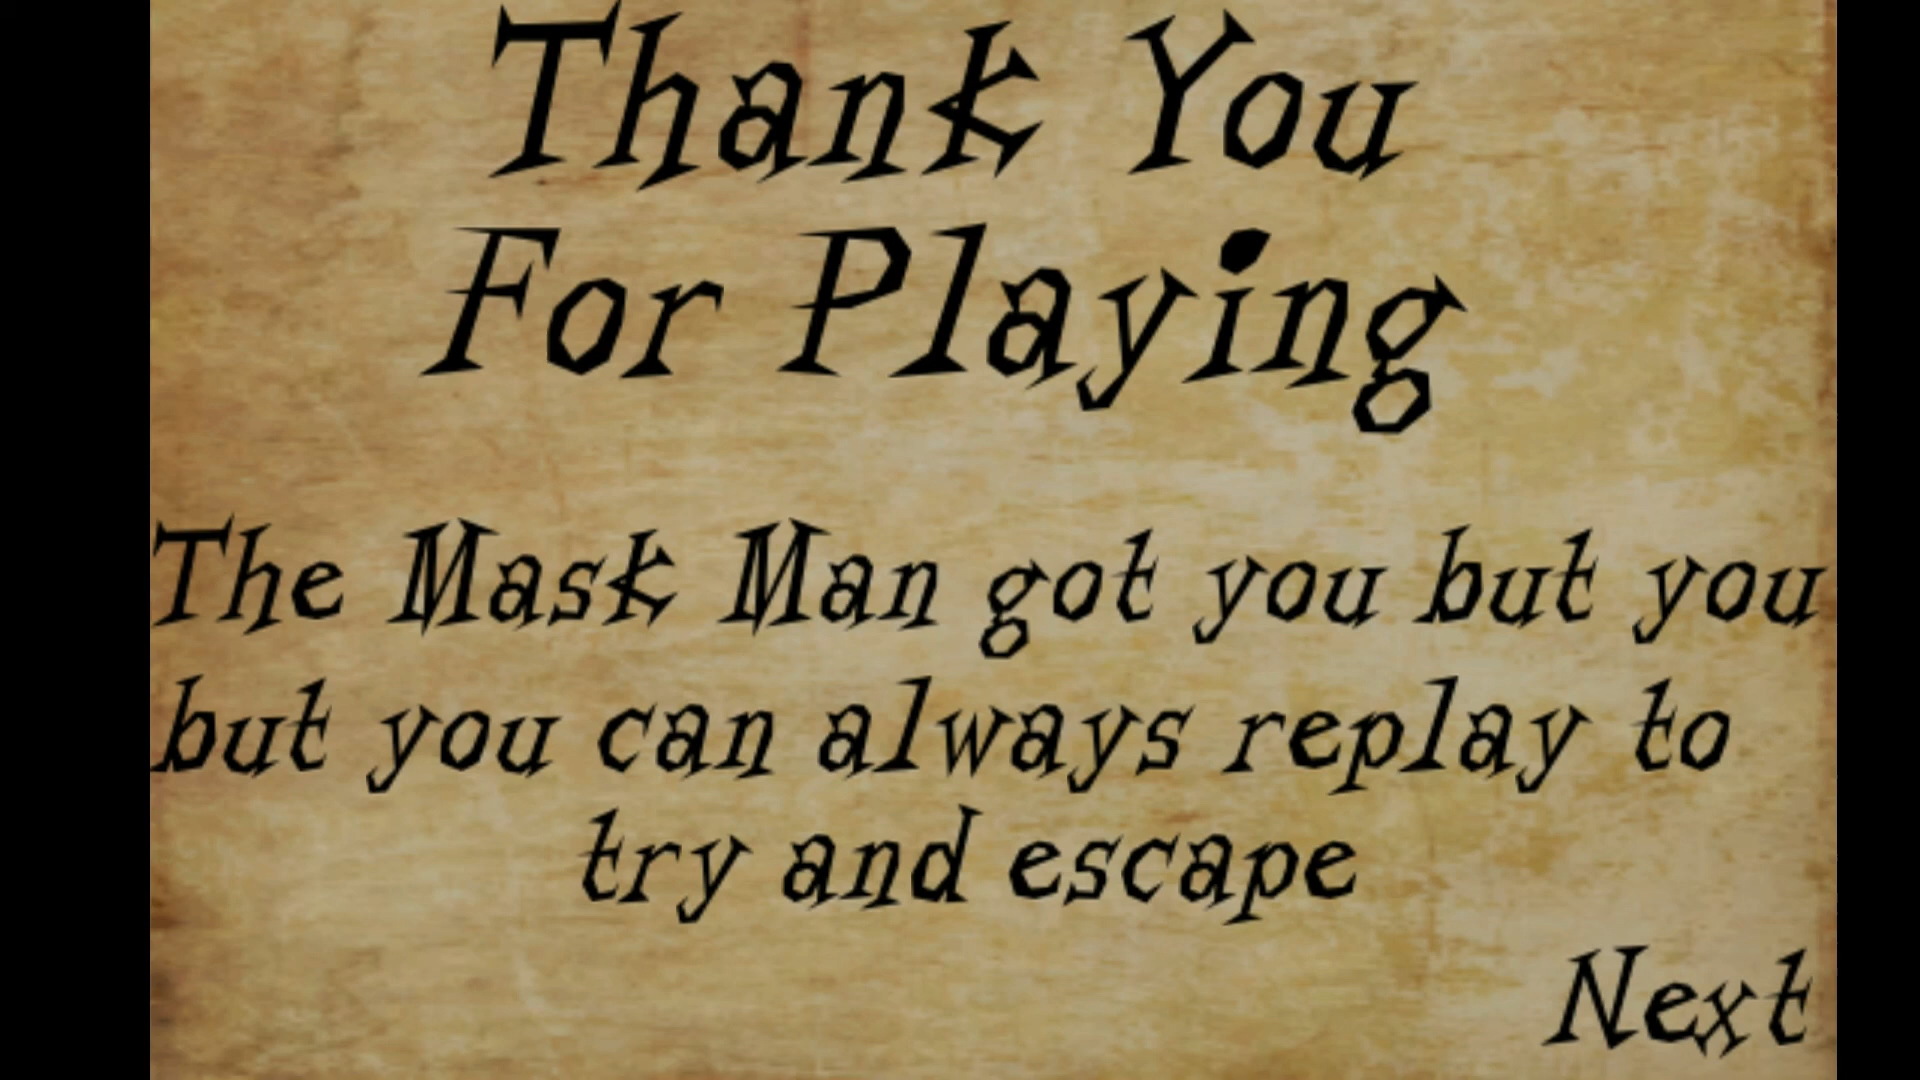 Thank You
For Playing
The Mask Man got you but you
but you can always replay to
try and escape
Next